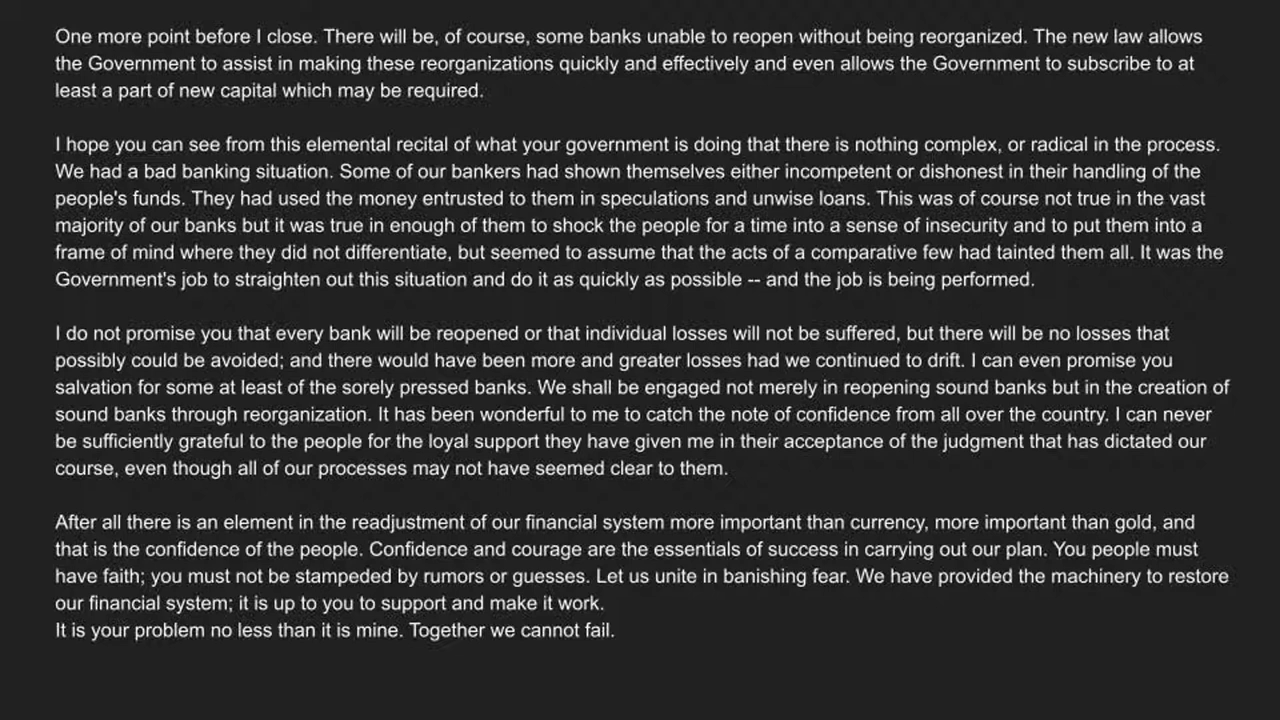 One more point before I close. There will be, of course, some banks unable to reopen without being reorganized. The new law allows
the Government to assist in making these reorganizations quickly and effectively and even allows the Government to subscribe to at
least a part of new capital which may be required.
I hope you can see from this elemental recital of what your government is doing that there is nothing complex, or radical in the process.
We had a bad banking situation. Some of our bankers had shown themselves either incompetent or dishonest in their handling of the
people's funds. They had used the money entrusted to them in speculations and unwise loans. This was of course not true in the vast
majority of our banks but it was true in enough of them to shock the people for a time into a sense of insecurity and to put them into a
frame of mind where they did not differentiate, but seemed to assume that the acts of a comparative few had tainted them all. It was the
Government's job to straighten out this situation and do it as quickly as possible -- and the job is being performed.
I do not promise you that every bank will be reopened or that individual losses will not be suffered, but there will be no losses that
possibly could be avoided; and there would have been more and greater losses had we continued to drift. I can even promise you
salvation for some at least of the sorely pressed banks. We shall be engaged not merely in reopening sound banks but in the creation of
sound banks through reorganization. It has been wonderful to me to catch the note of confidence from all over the country. I can never
be sufficiently grateful to the people for the loyal support they have given me in their acceptance of the judgment that has dictated our
course, even though all of our processes may not have seemed clear to them.
After all there is an element in the readjustment of our financial system more important than currency, more important than gold, and
that is the confidence of the people. Confidence and courage are the essentials of success in carrying out our plan. You people must
have faith; you must not be stampeded by rumors or guesses. Let us unite in banishing fear. We have provided the machinery to restore
our financial system; it is up to you to support and make it work.
It is your problem no less than it is mine. Together we cannot fail.